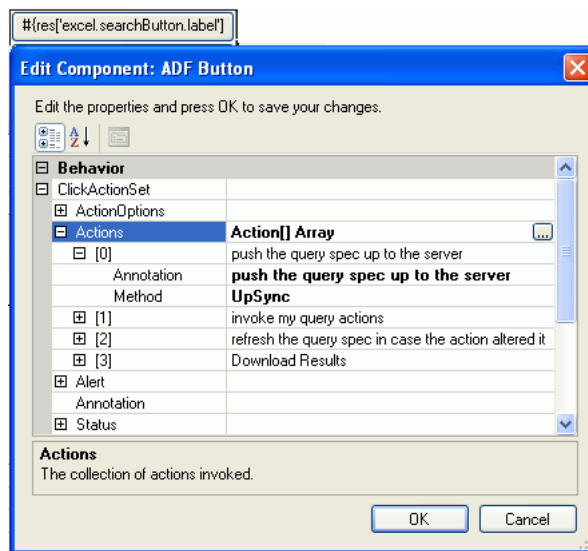 #{res['excel.searchButton.label']
Edit Component: ADF Button
Edit the properties and press OK to save your changes.
Behavior
ClickActionSet
ActionOptions
Actions Action[] Array ...
[0] push the query spec up to the server
Annotation push the query spec up to the server
Method UpSync
[1] invoke my query actions
[2] refresh the query spec in case the action altered it
[3] Download Results
Alert
Annotation
Status
Actions
The collection of actions invoked.
OK Cancel